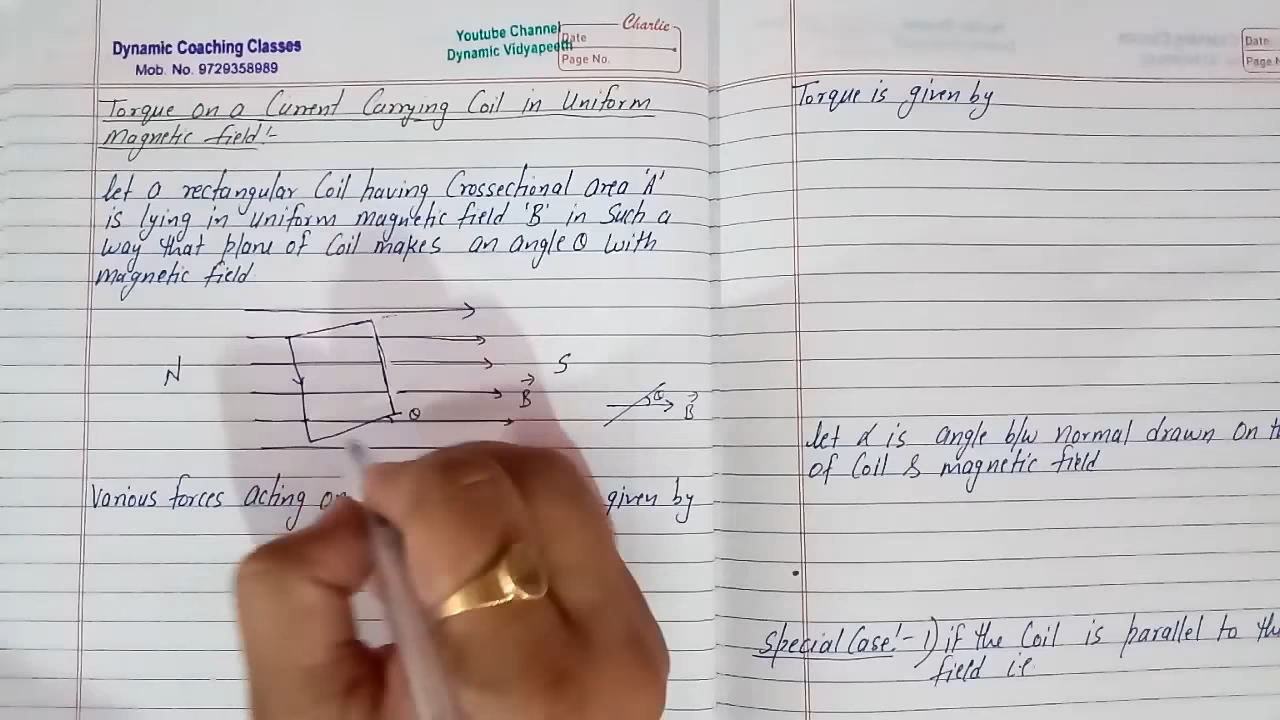 Dynamic Coaching Classes
Mob. No. 9729358989
Youtube Channel
Dynamic Vidyapeeth
Charlie
Date
Page No.
Torque on a Current Carrying Coil in Uniform
Magnetic field:-
let a rectangular Coil having Crossectional area 'A'
is lying in uniform magnetic field 'B' in Such a
way that plane of Coil makes an angle θ with
magnetic field
N
S
B
θ
θ
B
Various forces acting on
given by
Date
Page N
Torque is given by
let α is angle b/w normal drawn on
of Coil & magnetic field
Special Case:- 1) if the Coil is parallel to
field i.e